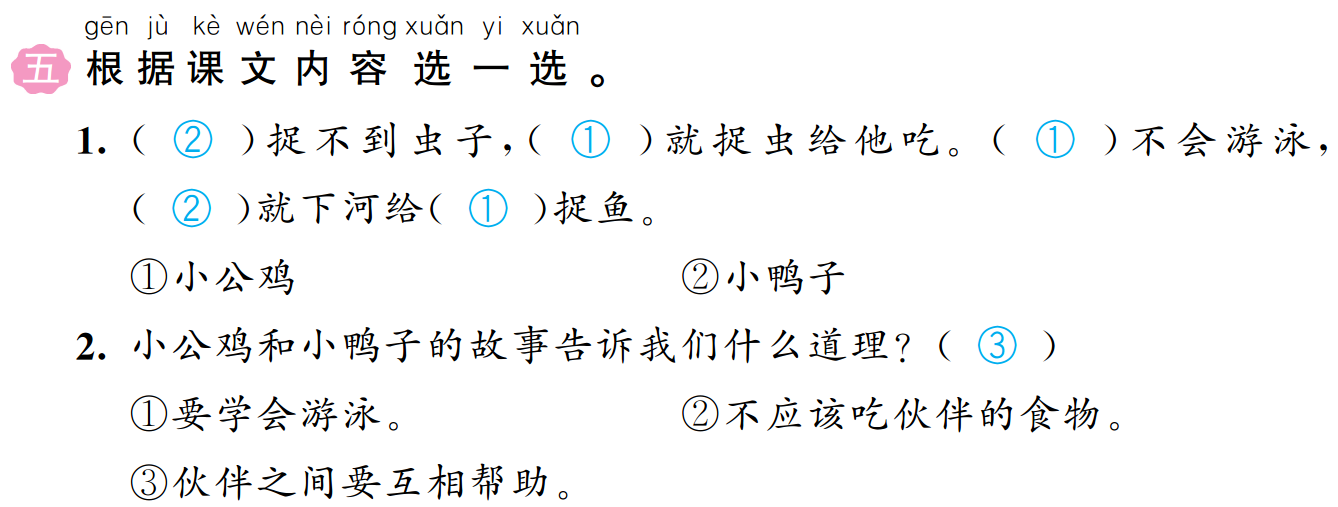 gēn jù kè wén nèi róng xuǎn yi xuǎn
五 根据课文内容选一选。
1. ( ② )捉不到虫子，( ① )就捉虫给他吃。( ① )不会游泳，
( ② )就下河给( ① )捉鱼。
①小公鸡 ②小鸭子
2. 小公鸡和小鸭子的故事告诉我们什么道理?( ③ )
①要学会游泳。 ②不应该吃伙伴的食物。
③伙伴之间要互相帮助。